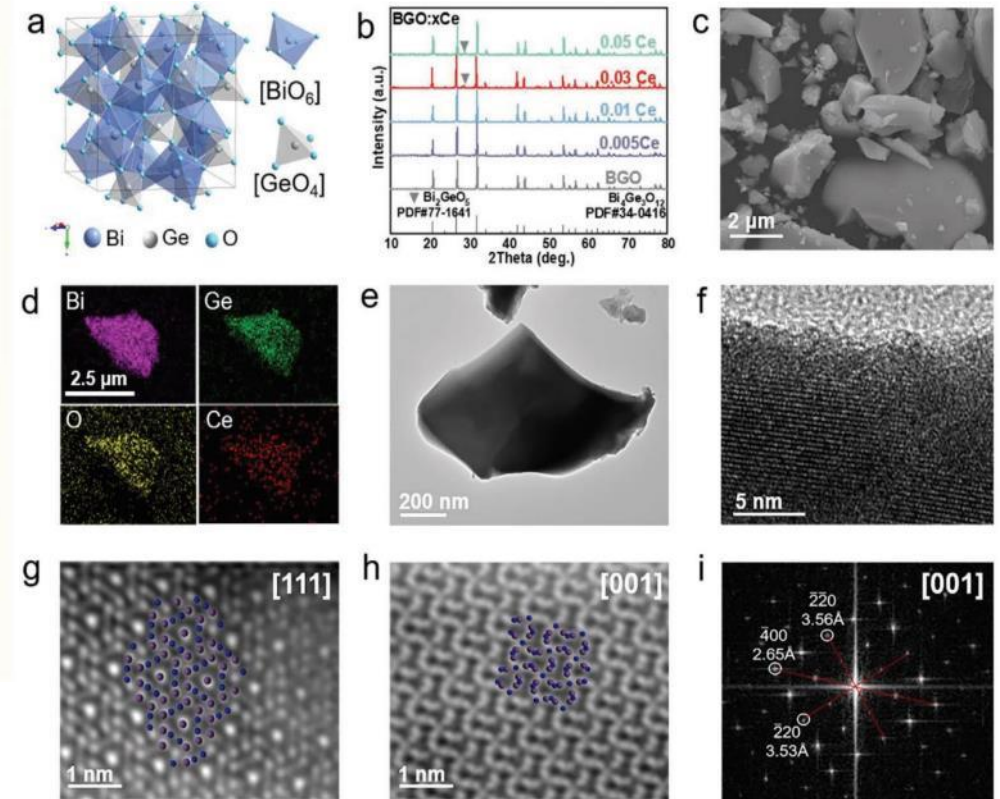 a
[BiO6]
[GeO4]
Bi Ge O
b
BGO:xCe
0.05 Ce
0.03 Ce
0.01 Ce
0.005Ce
BGO
Bi2GeO5
PDF#77-1641
Bi4Ge3O12
PDF#34-0416
Intensity (a.u.)
10 20 30 40 50 60 70 80
2Theta (deg.)
c
2 µm
d
Bi
Ge
2.5 µm
O
Ce
e
200 nm
f
5 nm
g
[111]
1 nm
h
[001]
1 nm
i
[001]
2̄2̄0
3.56Å
4̄00
2.65Å
2̄20
3.53Å